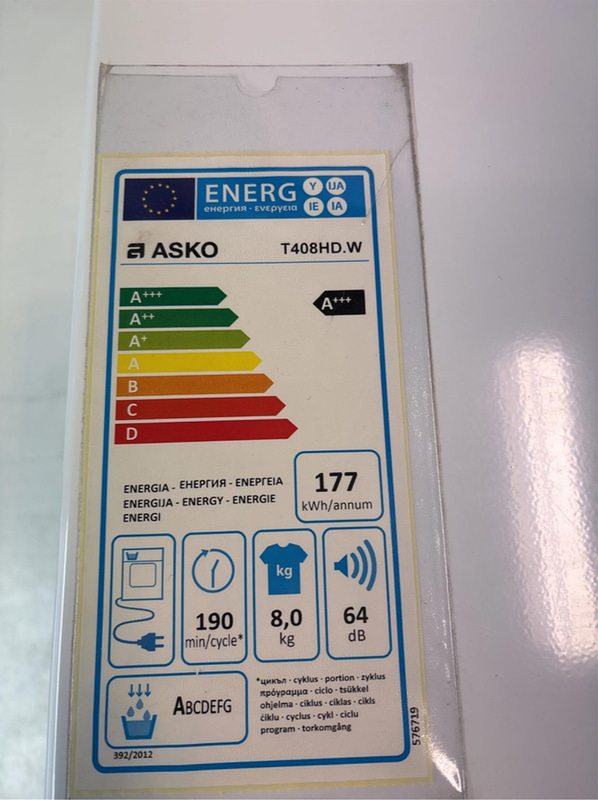 ENERG Y IJA
енергия · ενεργεια IE IA
ASKO T408HD.W
A+++
A+++
A++
A+
A
B
C
D
ENERGIA - ЕНЕРГИЯ - ΕΝΕΡΓΕΙΑ
ENERGIJA - ENERGY - ENERGIE
ENERGI
177
kWh/annum
190
min/cycle*
kg
8,0
kg
64
dB
ABCDEFG
*цикъл · cyklus · portion · zyklus
πρόγραμμα · ciclo · tsükkel
ohjelma · ciklus · ciklas · cikls
ċiklu · cyclus · cykl · ciclu
program · torkomgång
392/2012
576719